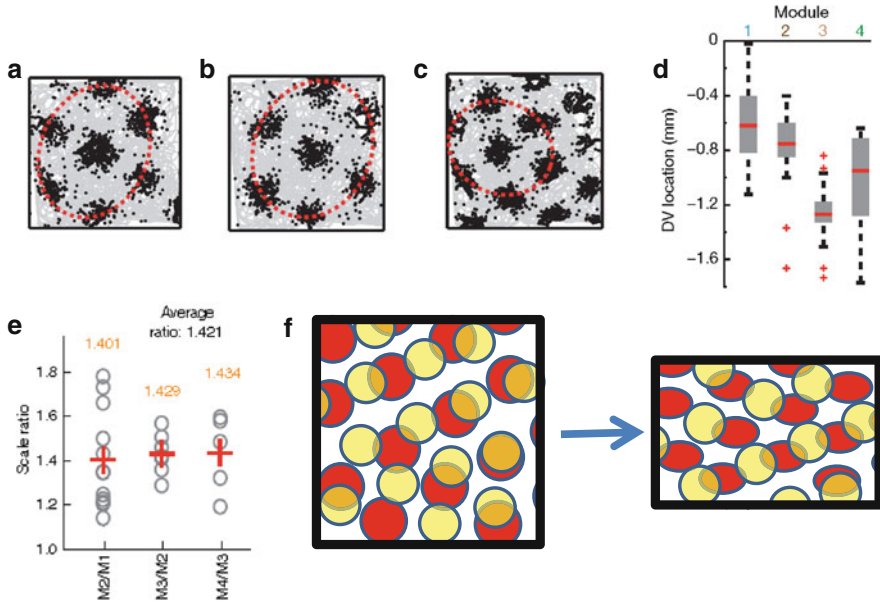 a
b
c
d
Module
1 2 3 4
0
−0.4
−0.8
−1.2
−1.6
DV location (mm)
e
Average
ratio: 1.421
1.401
1.429
1.434
1.8
1.6
1.4
1.2
1.0
Scale ratio
M2/M1
M3/M2
M4/M3
f